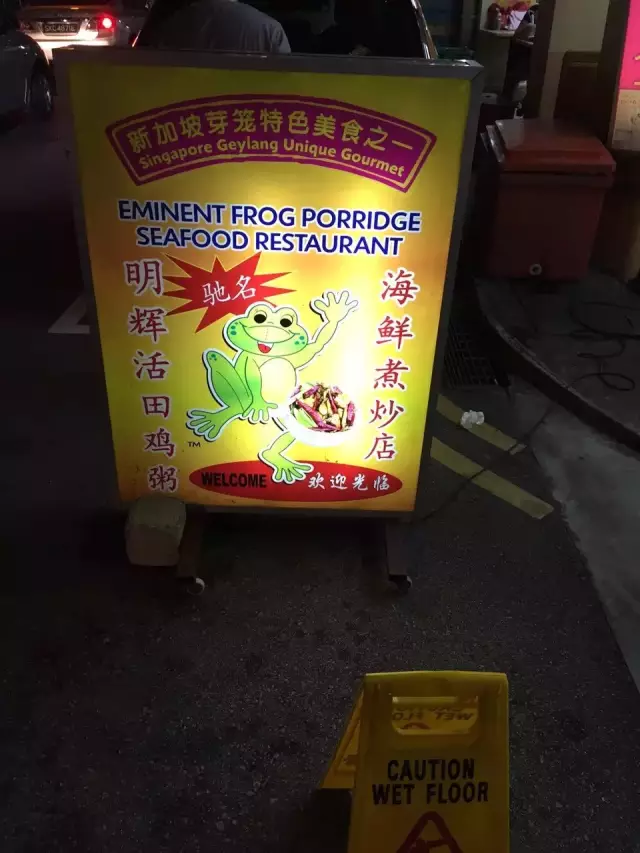 SXC4871E
新加坡芽笼特色美食之一
Singapore Geylang Unique Gourmet
EMINENT FROG PORRIDGE
SEAFOOD RESTAURANT
明辉活田鸡粥
驰名
海鲜煮炒店
TM
WELCOME 欢迎光临
CAUTION
WET FLOOR